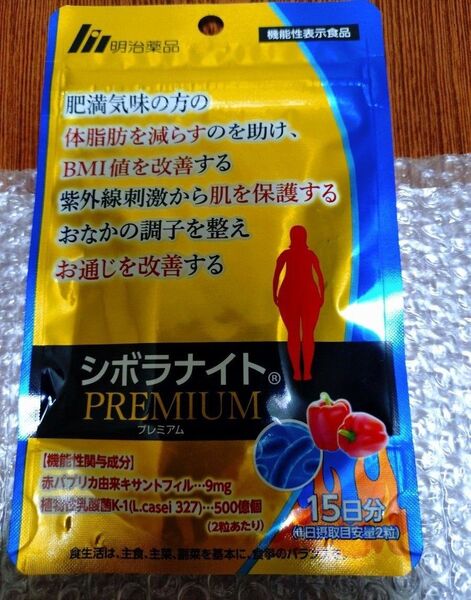 明治薬品
機能性表示食品
肥満気味の方の
体脂肪を減らすのを助け、
BMI値を改善する
紫外線刺激から肌を保護する
おなかの調子を整え
お通じを改善する
シボラナイト®
PREMIUM
プレミアム
【機能性関与成分】
赤パプリカ由来キサントフィル…9mg
植物性乳酸菌K-1(L.casei 327)…500億個
(2粒あたり)
15日分
(1日摂取目安量2粒)
食生活は、主食、主菜、副菜を基本に、食事のバランスを